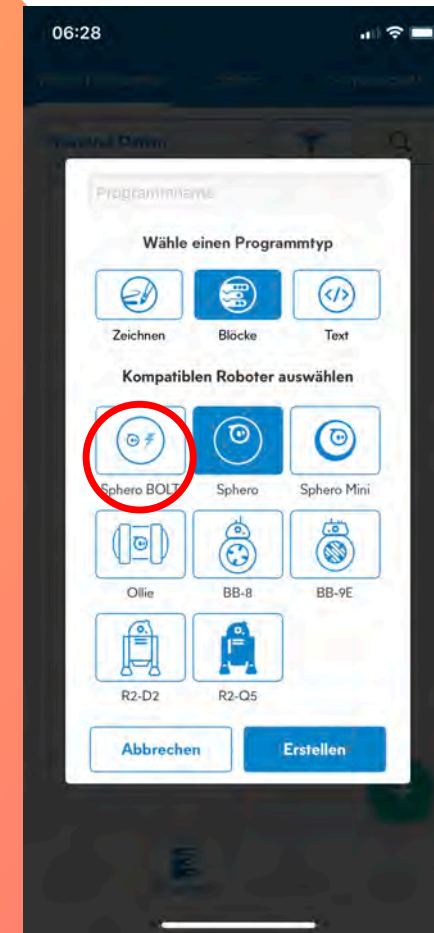 06:28
Programmname
Wähle einen Programmtyp
Zeichnen Blöcke Text
Kompatiblen Roboter auswählen
Sphero BOLT Sphero Sphero Mini
Ollie BB-8 BB-9E
R2-D2 R2-Q5
Abbrechen Erstellen